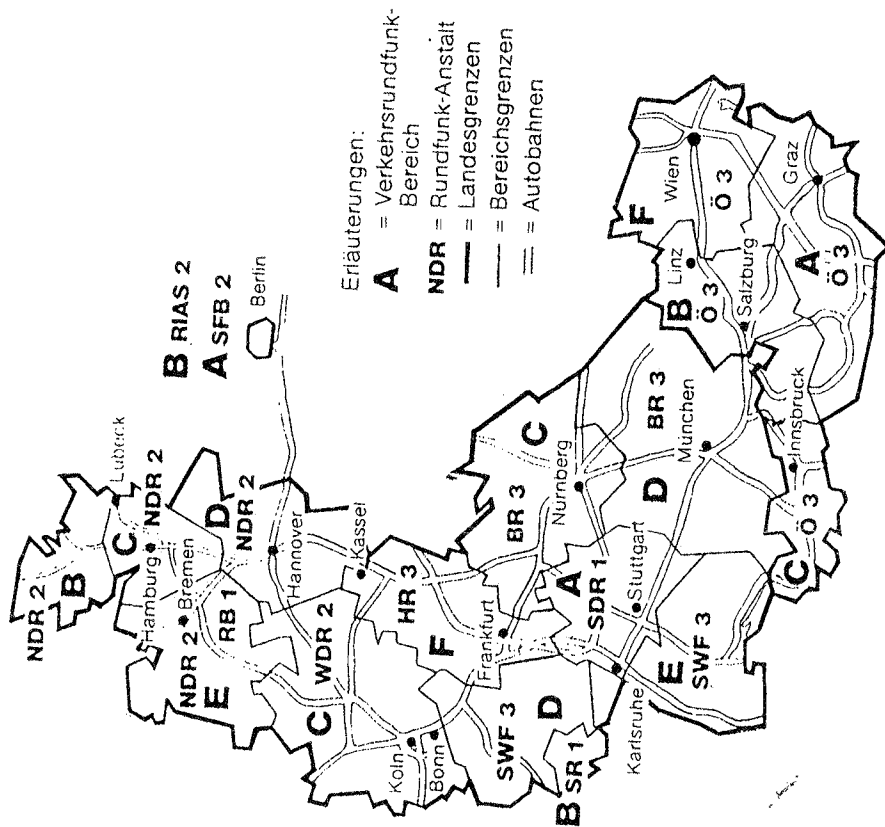 NDR 2
B
Lübeck
C
Hamburg
NDR 2
NDR 2
Bremen
D
RB 1
NDR 2
E
Hannover
B RIAS 2
A SFB 2
Berlin
WDR 2
Kassel
C
HR 3
Köln
Bonn
F
SWF 3
Frankfurt
BR 3
C
D
Nürnberg
A
B SR 1
SDR 1
BR 3
Karlsruhe
Stuttgart
D
München
E
SWF 3
C
Ö 3
Innsbruck
B
Ö 3
Linz
Salzburg
F
Wien
Ö 3
A
Ö 3
Graz
Erläuterungen:
A = Verkehrsrundfunk-
Bereich
NDR = Rundfunk-Anstalt
= Landesgrenzen
= Bereichsgrenzen
= Autobahnen